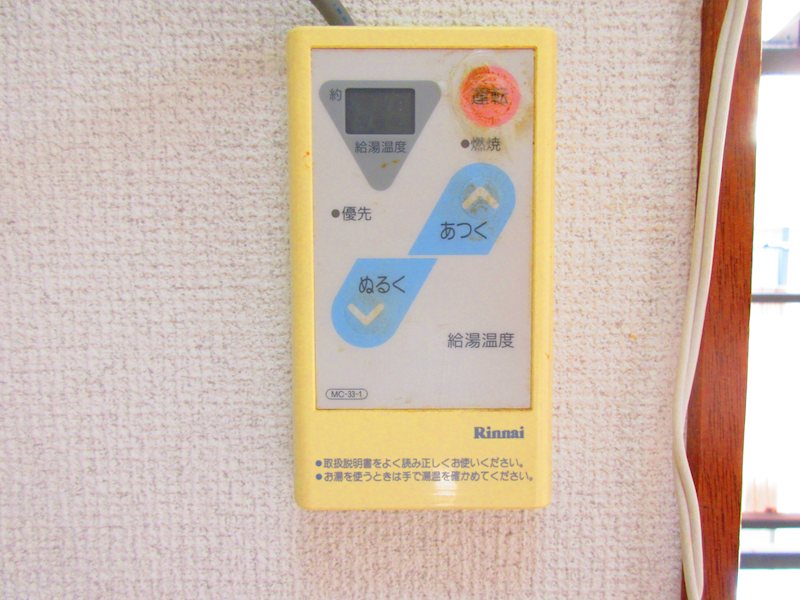 約
運転
給湯温度
燃焼
優先
あつく
ぬるく
給湯温度
MC-33-1
Rinnai
●取扱説明書をよく読み正しくお使いください。
●お湯を使うときは手で湯温を確かめてください。